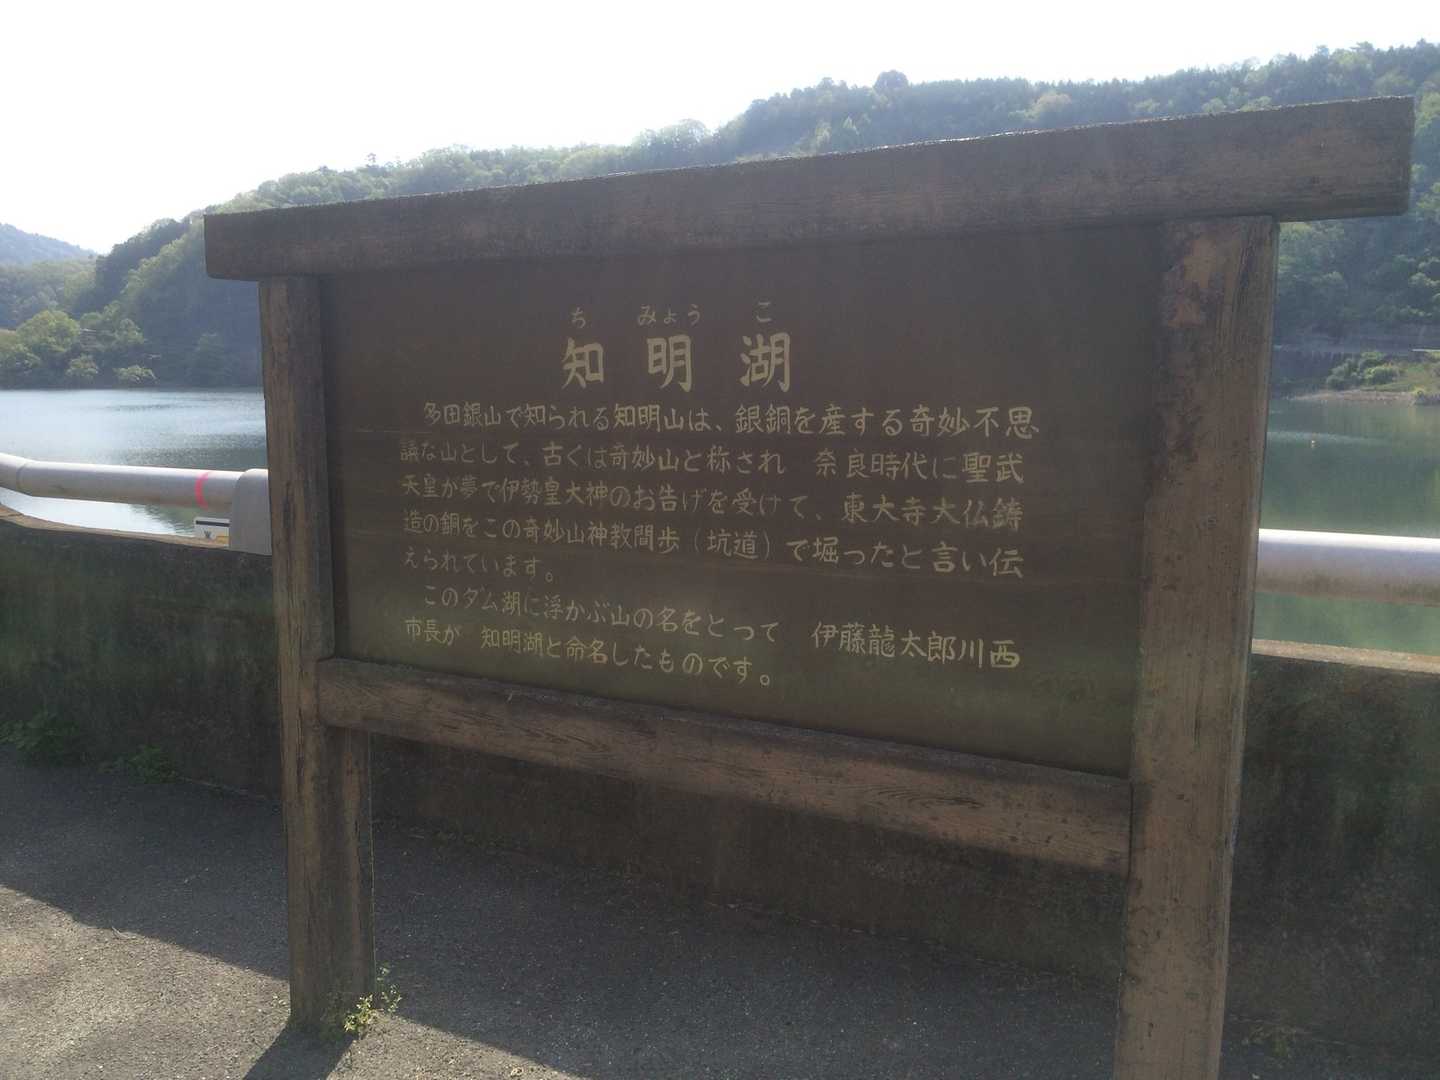 ち みょう こ
知明湖
多田銀山で知られる知明山は、銀銅を産する奇妙不思
議な山として、古くは奇妙山と称され　奈良時代に聖武
天皇が夢で伊勢皇大神のお告げを受けて、東大寺大仏鋳
造の銅をこの奇妙山神教間歩（坑道）で堀ったと言い伝
えられています。
このダム湖に浮かぶ山の名をとって　伊藤龍太郎川西
市長が　知明湖と命名したものです。